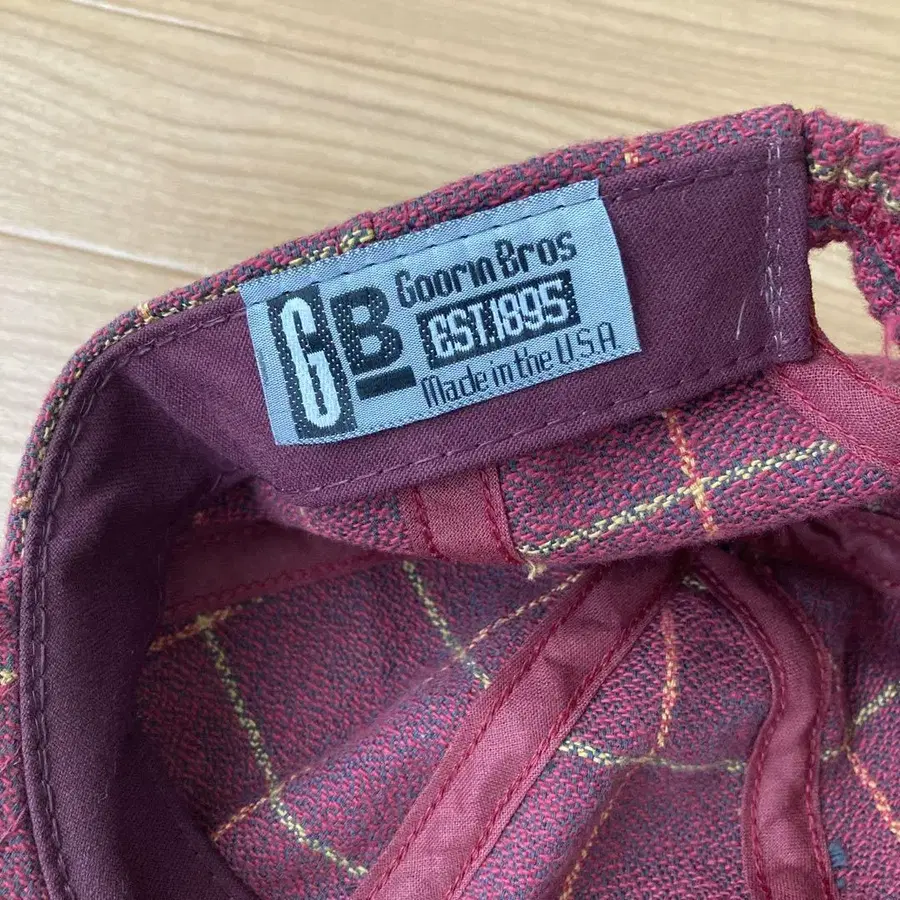 GB
Goorin Bros
EST.1895
Made in the U.S.A.